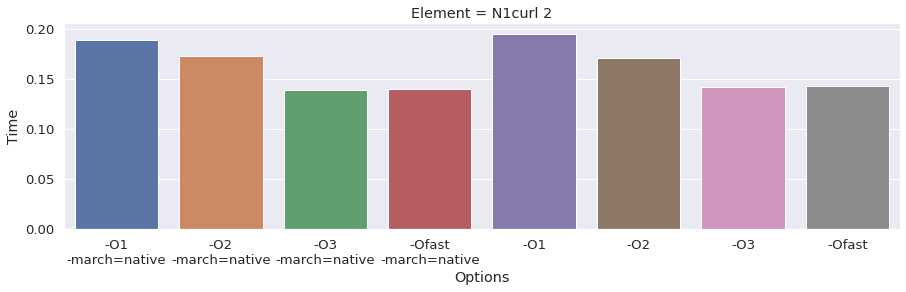 Element = N1curl 2
Time
0.20
0.15
0.10
0.05
0.00
-O1
-march=native
-O2
-march=native
-O3
-march=native
-Ofast
-march=native
-O1
-O2
-O3
-Ofast
Options